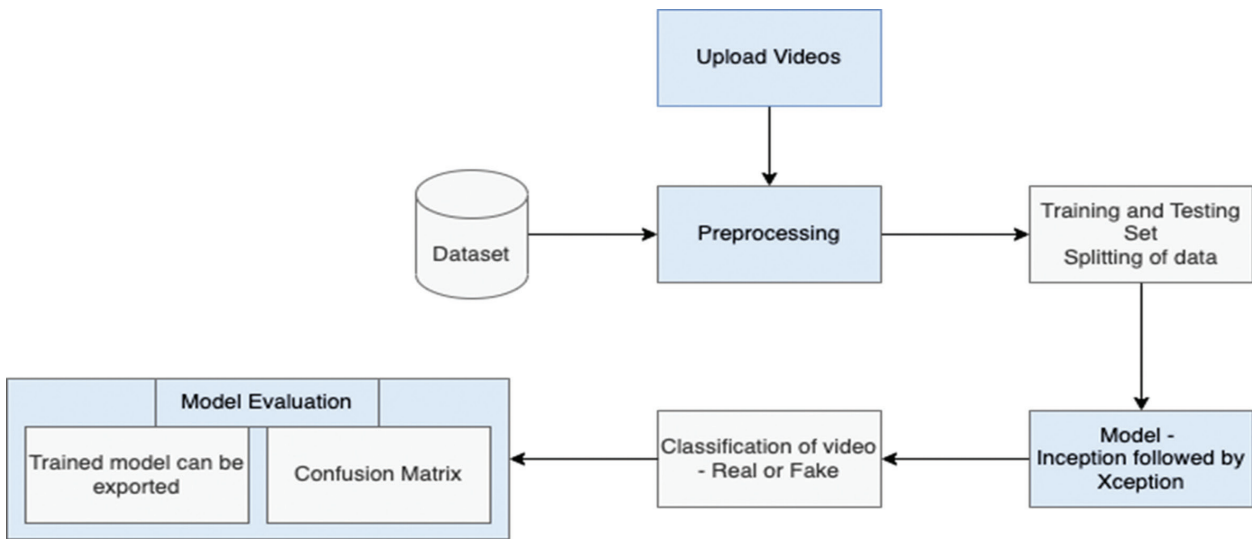 Upload Videos
Dataset
Preprocessing
Training and Testing
Set
Splitting of data
Model -
Inception followed by
Xception
Classification of video
- Real or Fake
Model Evaluation
Trained model can be
exported
Confusion Matrix